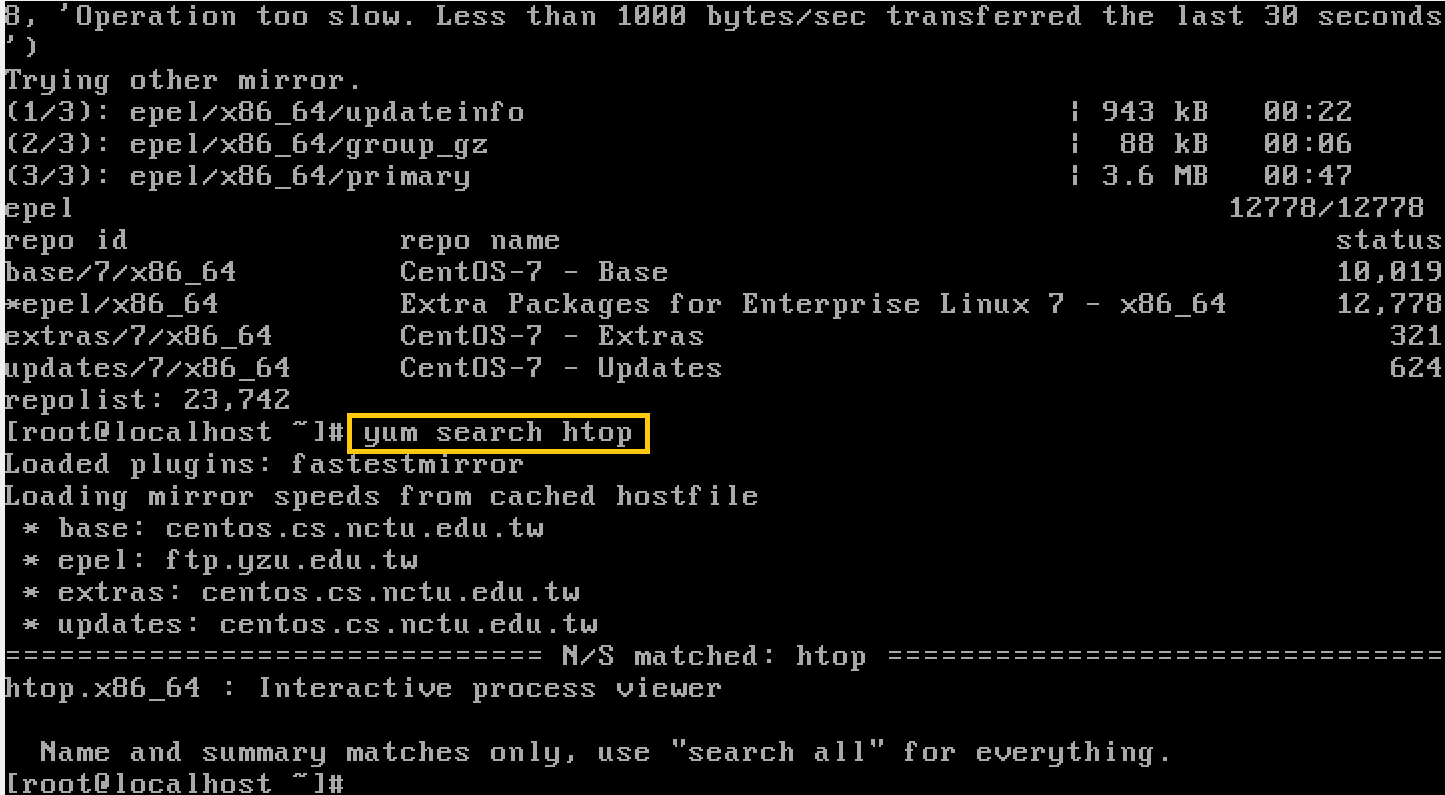 8, 'Operation too slow. Less than 1000 bytes/sec transferred the last 30 seconds
')
Trying other mirror.
(1/3): epel/x86_64/updateinfo                              | 943 kB   00:22
(2/3): epel/x86_64/group_gz                                |  88 kB   00:06
(3/3): epel/x86_64/primary                                 | 3.6 MB   00:47
epel                                                                12778/12778
repo id               repo name                                           status
base/7/x86_64         CentOS-7 - Base                                     10,019
*epel/x86_64          Extra Packages for Enterprise Linux 7 - x86_64      12,778
extras/7/x86_64       CentOS-7 - Extras                                      321
updates/7/x86_64      CentOS-7 - Updates                                     624
repolist: 23,742
[root@localhost ~]# yum search htop
Loaded plugins: fastestmirror
Loading mirror speeds from cached hostfile
 * base: centos.cs.nctu.edu.tw
 * epel: ftp.yzu.edu.tw
 * extras: centos.cs.nctu.edu.tw
 * updates: centos.cs.nctu.edu.tw
============================== N/S matched: htop ===============================
htop.x86_64 : Interactive process viewer

  Name and summary matches only, use "search all" for everything.
[root@localhost ~]#